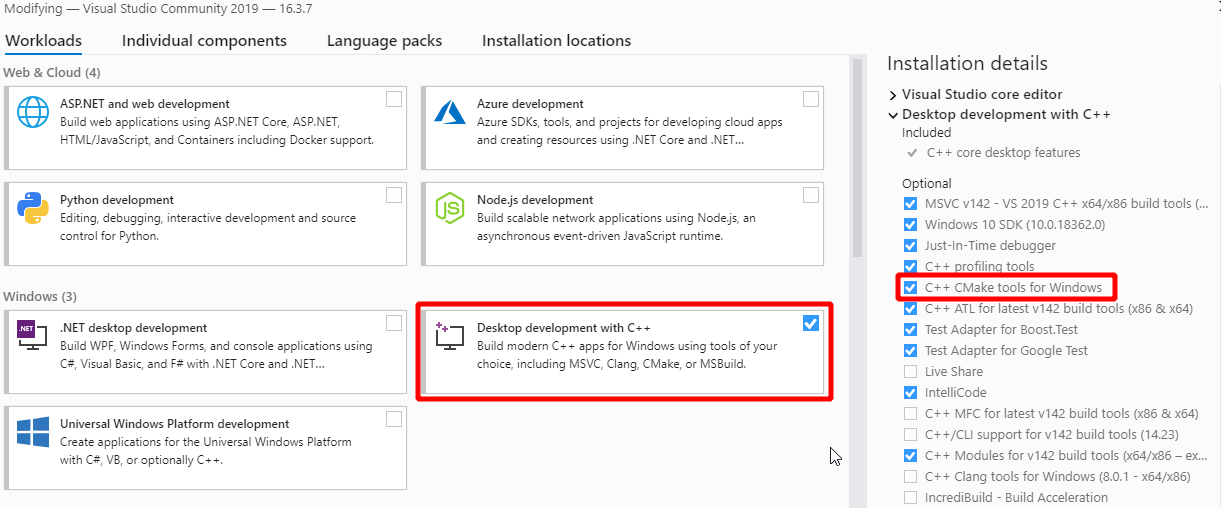 Modifying — Visual Studio Community 2019 — 16.3.7
Workloads
Individual components
Language packs
Installation locations
Web & Cloud (4)
ASP.NET and web development
Build web applications using ASP.NET Core, ASP.NET,
HTML/JavaScript, and Containers including Docker support.
Azure development
Azure SDKs, tools, and projects for developing cloud apps
and creating resources using .NET Core and .NET...
Python development
Editing, debugging, interactive development and source
control for Python.
JS
Node.js development
Build scalable network applications using Node.js, an
asynchronous event-driven JavaScript runtime.
Windows (3)
.NET
.NET desktop development
Build WPF, Windows Forms, and console applications using
C#, Visual Basic, and F# with .NET Core and .NET...
Desktop development with C++
Build modern C++ apps for Windows using tools of your
choice, including MSVC, Clang, CMake, or MSBuild.
Universal Windows Platform development
Create applications for the Universal Windows Platform
with C#, VB, or optionally C++.
Installation details
Visual Studio core editor
Desktop development with C++
Included
C++ core desktop features
Optional
MSVC v142 - VS 2019 C++ x64/x86 build tools (...
Windows 10 SDK (10.0.18362.0)
Just-In-Time debugger
C++ profiling tools
C++ CMake tools for Windows
C++ ATL for latest v142 build tools (x86 & x64)
Test Adapter for Boost.Test
Test Adapter for Google Test
Live Share
IntelliCode
C++ MFC for latest v142 build tools (x86 & x64)
C++/CLI support for v142 build tools (14.23)
C++ Modules for v142 build tools (x64/x86 – ex...
C++ Clang tools for Windows (8.0.1 - x64/x86)
IncrediBuild - Build Acceleration